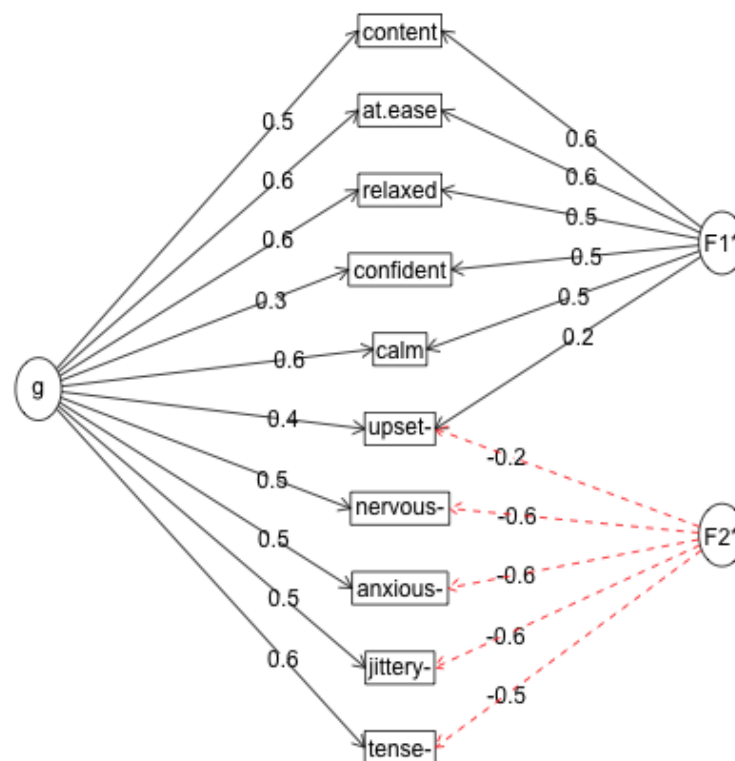 content
0.5
0.6
at.ease
0.6
0.6
relaxed
0.6
0.5
F1*
confident
0.3
0.5
calm
0.6
0.5
g
0.2
upset-
0.4
-0.2
nervous-
0.5
-0.6
F2*
anxious-
0.5
-0.6
jittery-
0.5
-0.6
tense-
0.6
-0.5